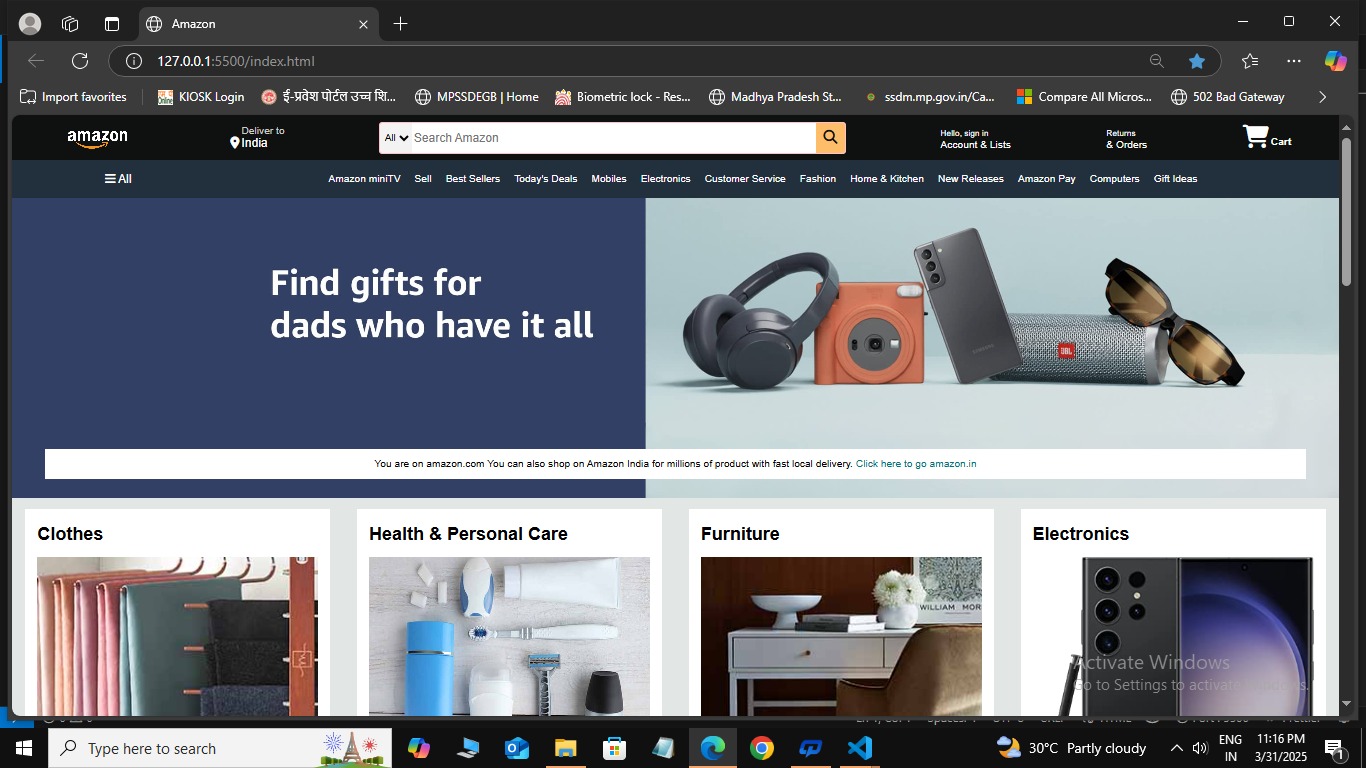 Amazon
127.0.0.1:5500/index.html
Import favorites
KIOSK Login
ई-प्रवेश पोर्टल उच्च शि...
MPSSDEGB | Home
Biometric lock - Res...
Madhya Pradesh St...
ssdm.mp.gov.in/Ca...
Compare All Micros...
502 Bad Gateway
amazon
Deliver to
India
All
Search Amazon
Hello, sign in
Account & Lists
Returns
& Orders
Cart
All
Amazon miniTV
Sell
Best Sellers
Today's Deals
Mobiles
Electronics
Customer Service
Fashion
Home & Kitchen
New Releases
Amazon Pay
Computers
Gift Ideas
Find gifts for
dads who have it all
SAMSUNG
JBL
You are on amazon.com You can also shop on Amazon India for millions of product with fast local delivery. Click here to go amazon.in
Clothes
Health & Personal Care
Furniture
Electronics
WILLIAM MOR
Activate Windows
Go to Settings to activate Windows.
Type here to search
30°C Partly cloudy
ENG
IN
11:16 PM
3/31/2025
1